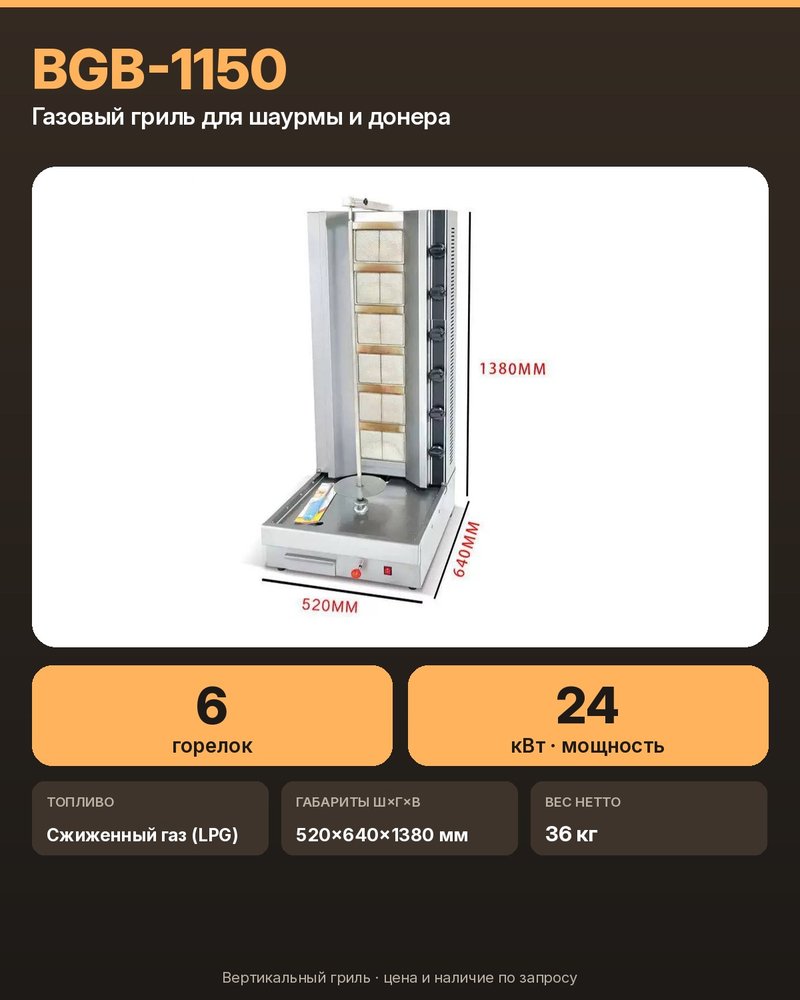 BGB-1150
Газовый гриль для шаурмы и донера
1380MM
640MM
520MM
6
горелок
24
кВт · мощность
ТОПЛИВО
Сжиженный газ (LPG)
ГАБАРИТЫ Ш×Г×В
520×640×1380 мм
ВЕС НЕТТО
36 кг
Вертикальный гриль · цена и наличие по запросу